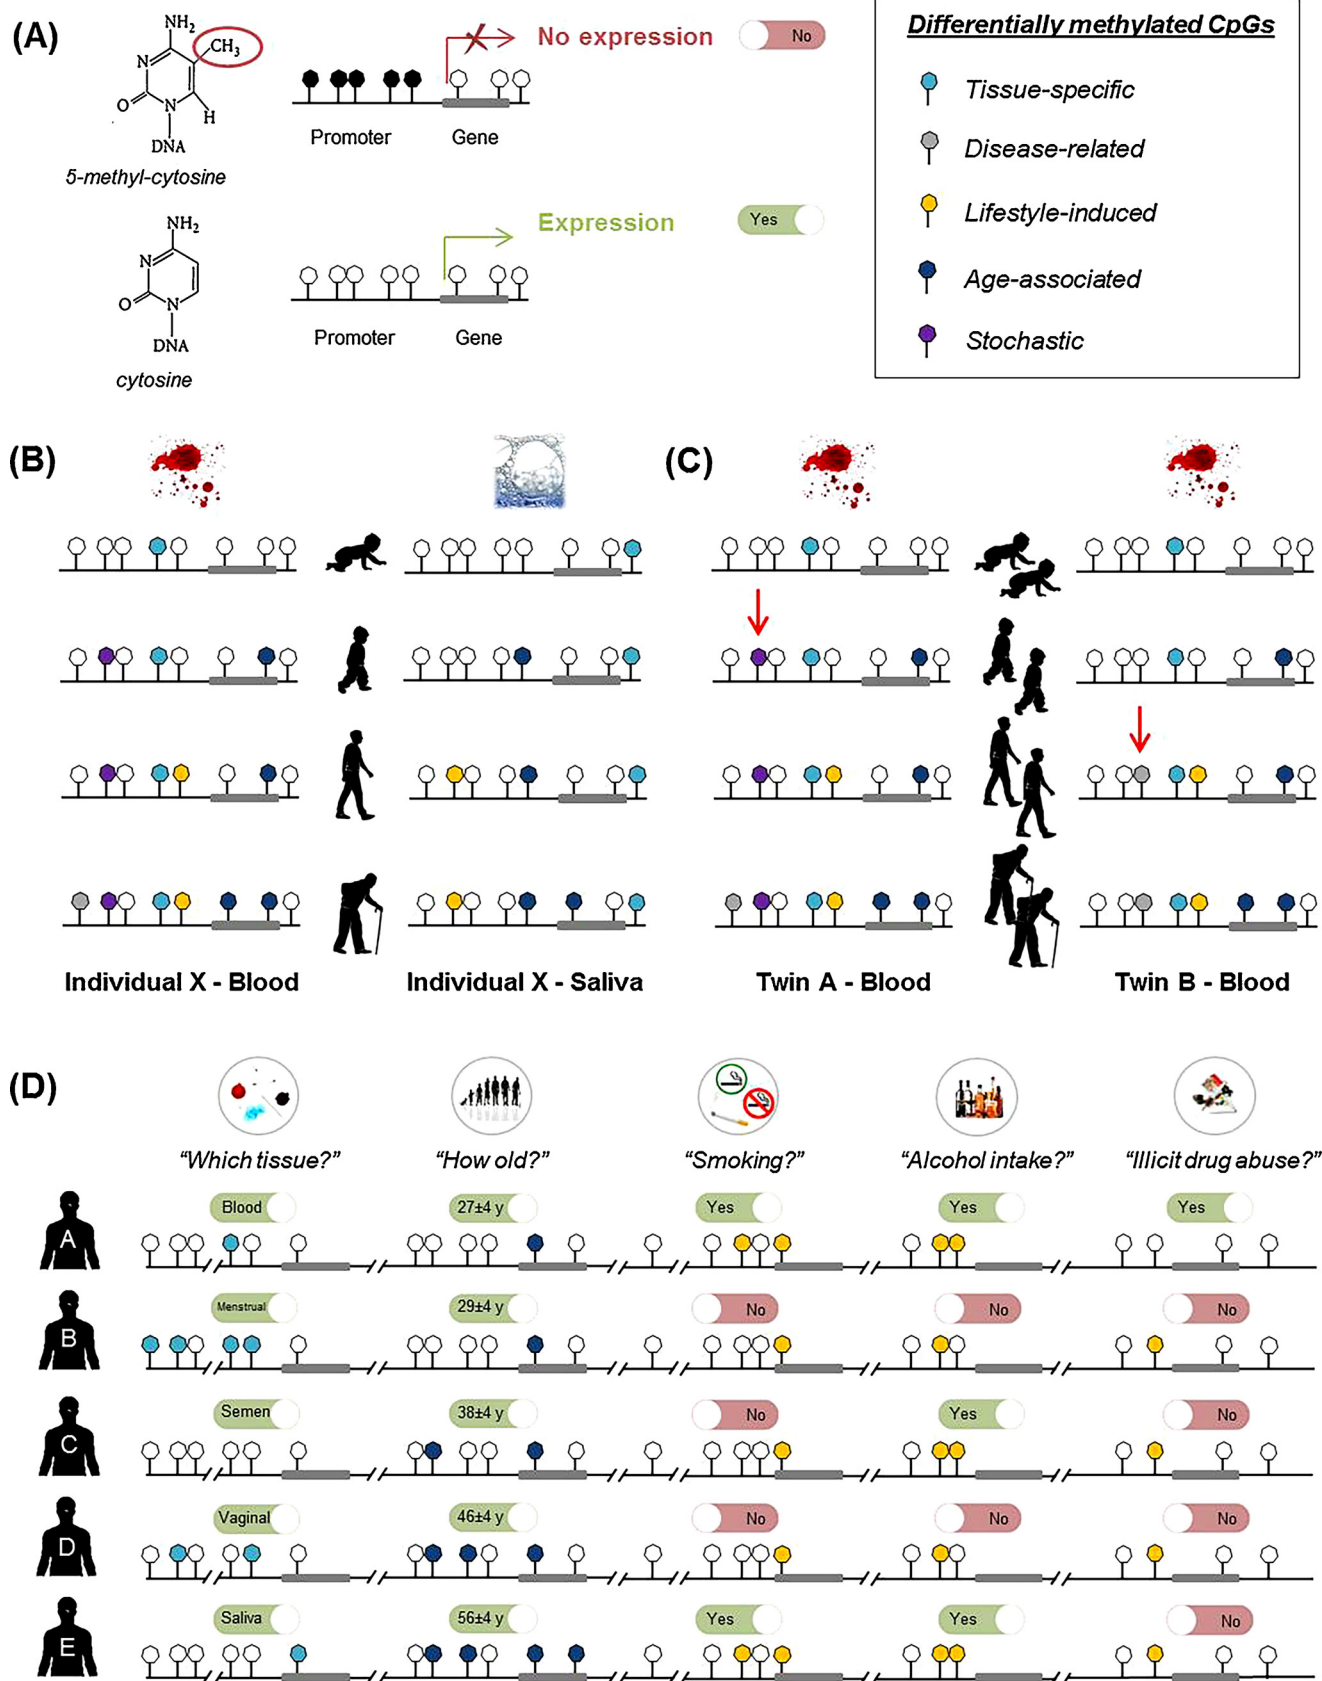 (A)
NH2
CH3
N
O
N
H
DNA
5-methyl-cytosine
No expression
No
Promoter
Gene
NH2
N
O
N
DNA
cytosine
Expression
Yes
Promoter
Gene
Differentially methylated CpGs
Tissue-specific
Disease-related
Lifestyle-induced
Age-associated
Stochastic
(B)
Individual X - Blood
Individual X - Saliva
(C)
Twin A - Blood
Twin B - Blood
(D)
“Which tissue?”
“How old?”
“Smoking?”
“Alcohol intake?”
“Illicit drug abuse?”
A
Blood
27±4 y
Yes
Yes
Yes
B
Menstrual
29±4 y
No
No
No
C
Semen
38±4 y
No
Yes
No
D
Vaginal
46±4 y
No
No
No
E
Saliva
56±4 y
Yes
Yes
No